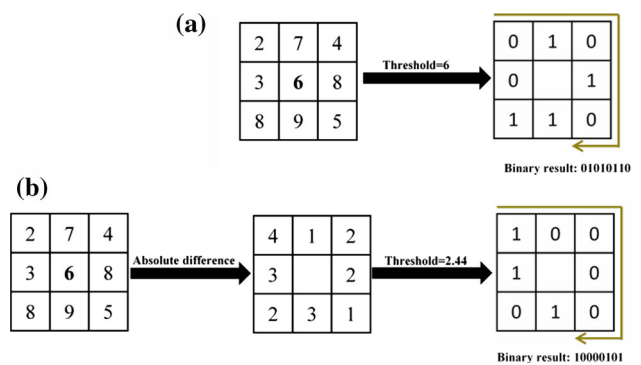 (a)
2 7 4
3 6 8
8 9 5
Threshold=6
0 1 0
0 1
1 1 0
Binary result: 01010110
(b)
2 7 4
3 6 8
8 9 5
Absolute difference
4 1 2
3 2
2 3 1
Threshold=2.44
1 0 0
1 0
0 1 0
Binary result: 10000101